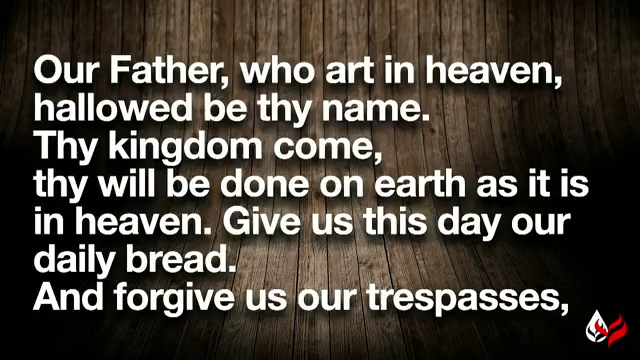 Our Father, who art in heaven,
hallowed be thy name.
Thy kingdom come,
thy will be done on earth as it is
in heaven. Give us this day our
daily bread.
And forgive us our trespasses,